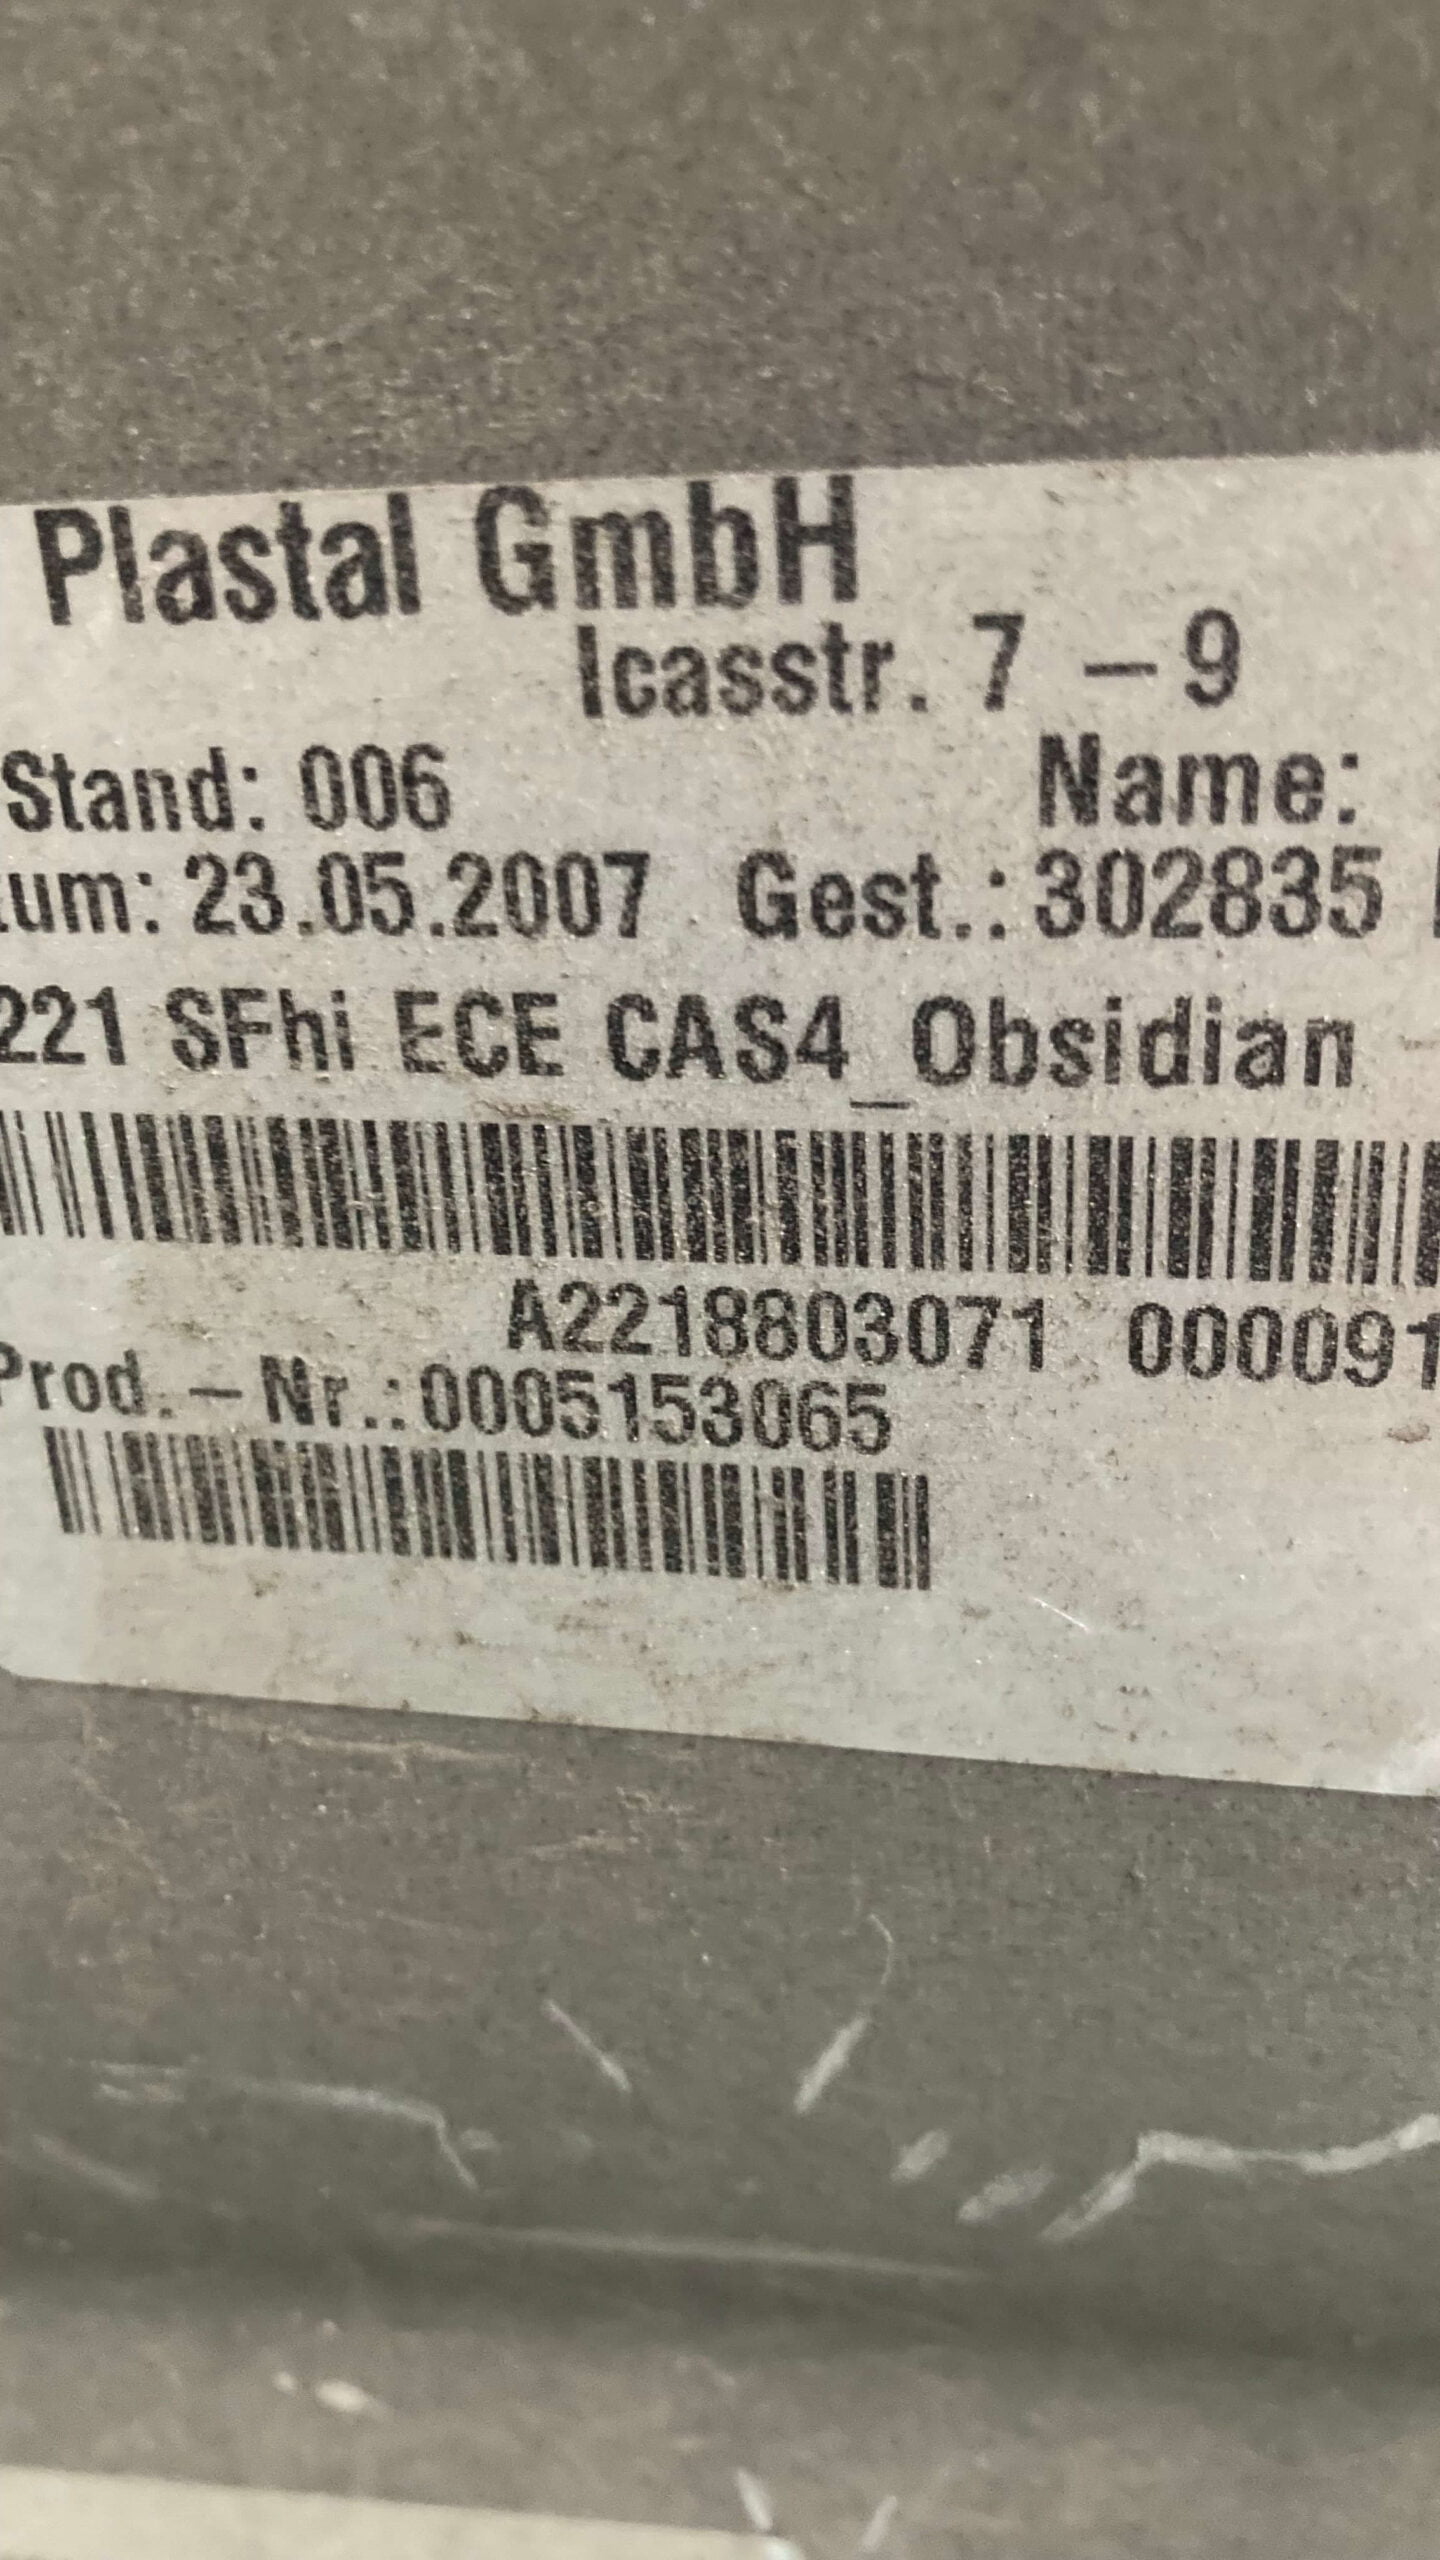 Plastal GmbH
Icasstr. 7 - 9
Stand: 006 Name:
tum: 23.05.2007 Gest.: 302835
221 SFhi ECE CAS4_Obsidian
A2218803071 000091
Prod. - Nr.: 0005153065